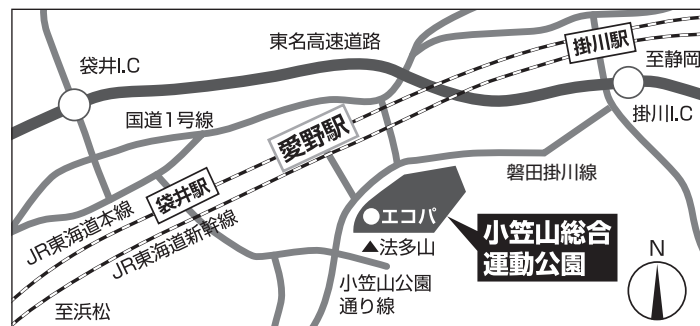 東名高速道路
掛川駅
至静岡
袋井I.C
掛川I.C
国道1号線
愛野駅
磐田掛川線
袋井駅
エコパ
小笠山総合
運動公園
▲法多山
JR東海道本線
JR東海道新幹線
小笠山公園
通り線
至浜松
N